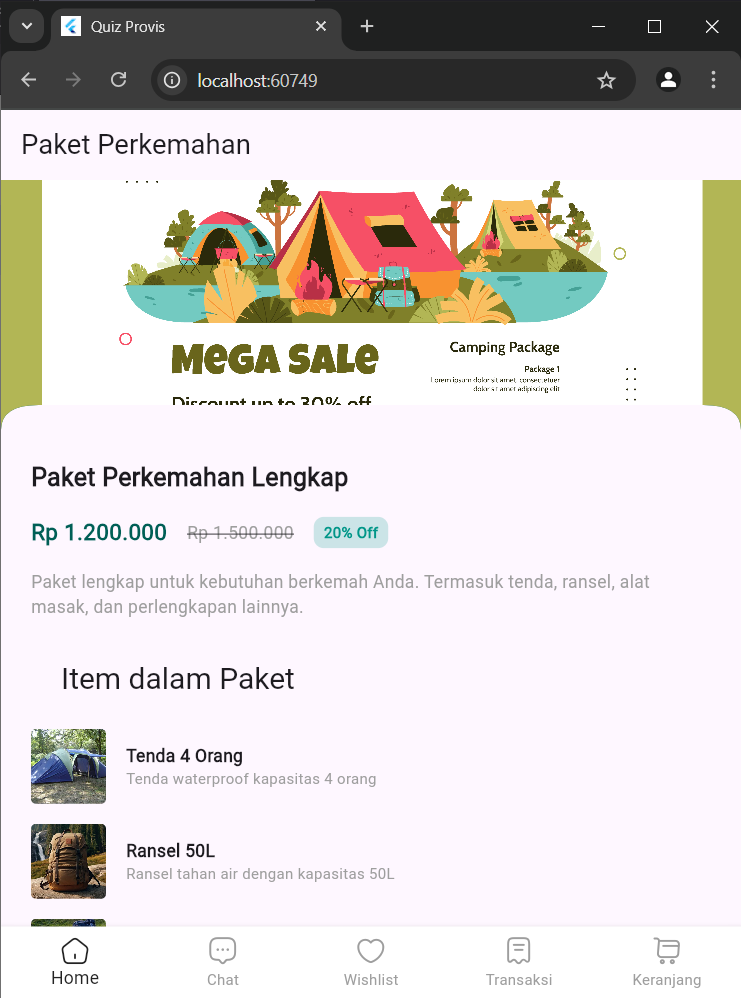 Quiz Provis
localhost:60749
Paket Perkemahan
MEGA SALE
Discount up to 30% off
Camping Package
Package 1
Lorem ipsum dolor sit amet, consectetuer
dolor sit amet adipiscing elit
Paket Perkemahan Lengkap
Rp 1.200.000 Rp 1.500.000 20% Off
Paket lengkap untuk kebutuhan berkemah Anda. Termasuk tenda, ransel, alat
masak, dan perlengkapan lainnya.
Item dalam Paket
Tenda 4 Orang
Tenda waterproof kapasitas 4 orang
Ransel 50L
Ransel tahan air dengan kapasitas 50L
Home Chat Wishlist Transaksi Keranjang